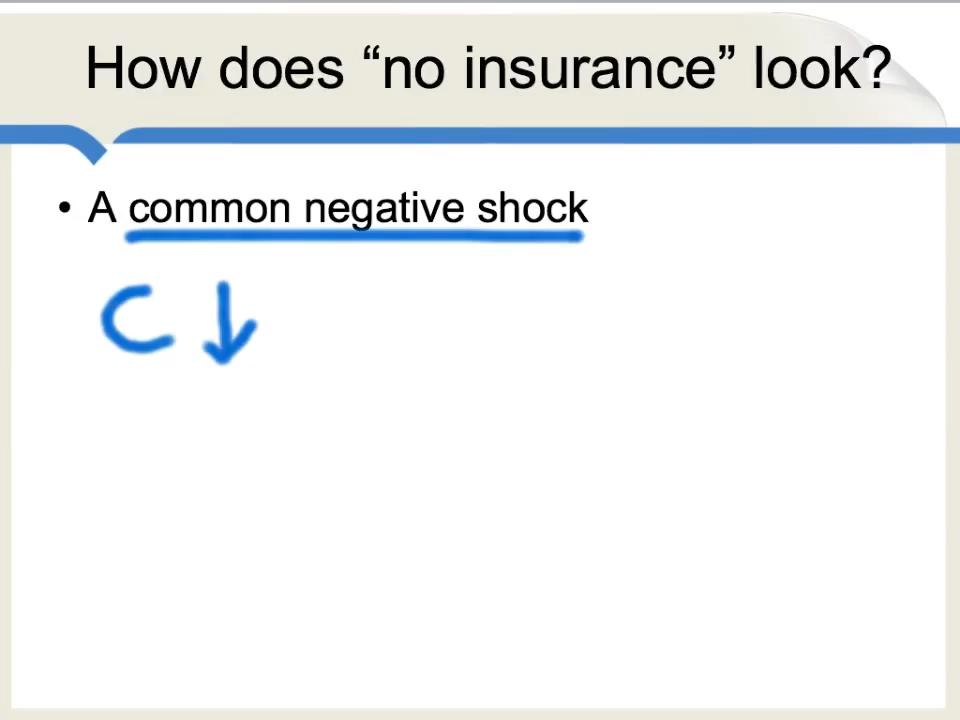 How does “no insurance” look?
• A common negative shock
C ↓